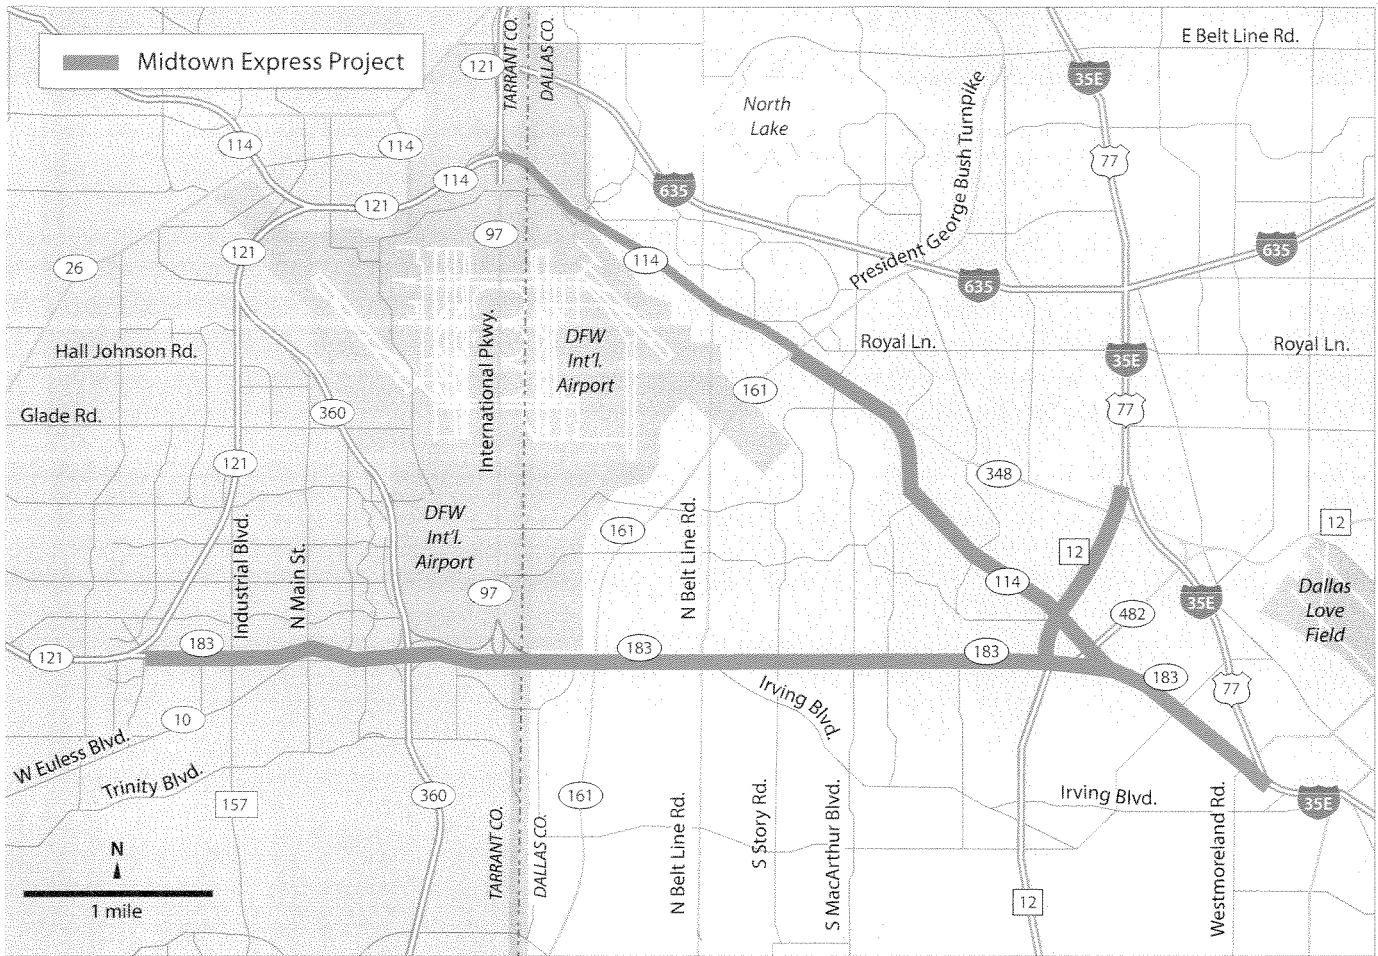 Midtown Express Project
TARRANT CO.
DALLAS CO.
121
E Belt Line Rd.
35E
North
Lake
President George Bush Turnpike
77
114
114
114
121
635
97
121
26
114
635
635
Hall Johnson Rd.
International Pkwy.
DFW
Int'l.
Airport
Royal Ln.
Royal Ln.
35E
161
77
Glade Rd.
360
121
348
DFW
Int'l.
Airport
161
N Belt Line Rd.
12
12
Industrial Blvd.
N Main St.
97
114
482
35E
Dallas
Love
Field
121
183
183
183
183
77
Irving Blvd.
10
W Euless Blvd.
Trinity Blvd.
157
360
161
TARRANT CO.
DALLAS CO.
N Belt Line Rd.
S Story Rd.
S MacArthur Blvd.
Irving Blvd.
Westmoreland Rd.
35E
12
N
1 mile